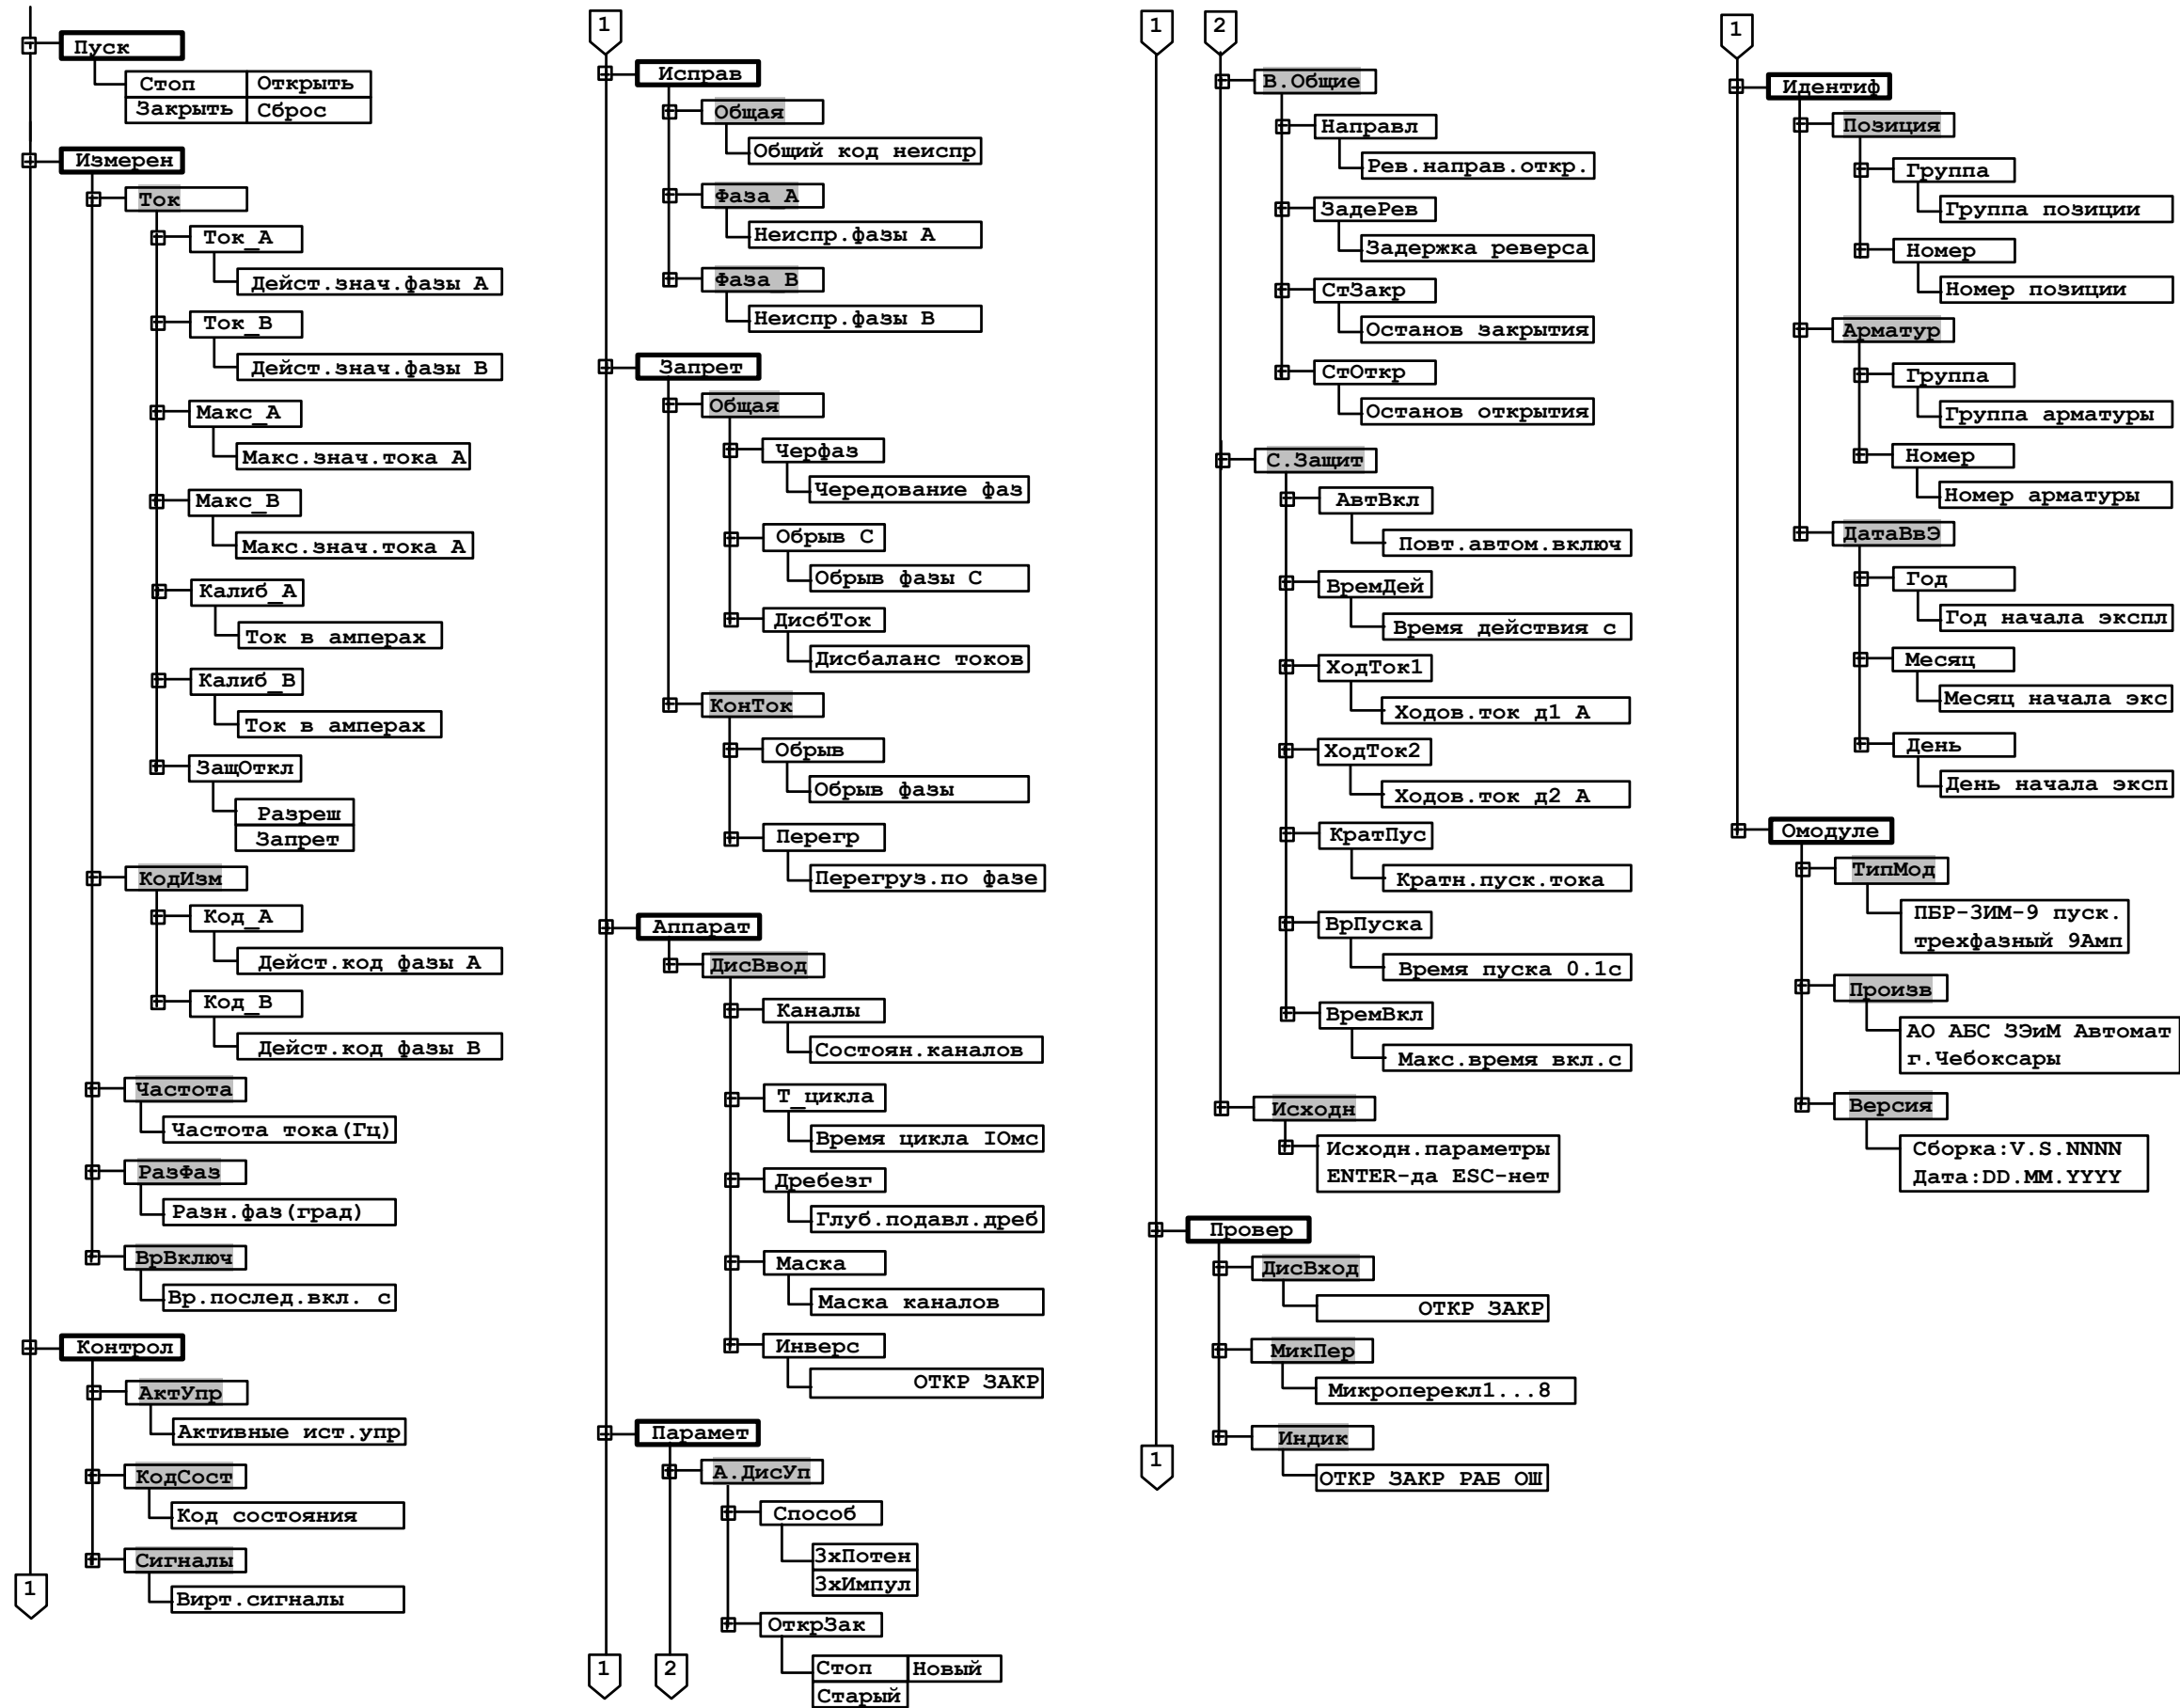 Пуск
Стоп Открыть
Закрыть Сброс
Измерен
Ток
Ток_А
Дейст.знач.фазы А
Ток_В
Дейст.знач.фазы В
Макс_А
Макс.знач.тока А
Макс_В
Макс.знач.тока А
Калиб_А
Ток в амперах
Калиб_В
Ток в амперах
ЗащОткл
Разреш
Запрет
КодИзм
Код_А
Дейст.код фазы А
Код_В
Дейст.код фазы В
Частота
Частота тока(Гц)
РазФаз
Разн.фаз(град)
ВрВключ
Вр.послед.вкл. с
Контрол
АктУпр
Активные ист.упр
КодСост
Код состояния
Сигналы
Вирт.сигналы
1
1
Исправ
Общая
Общий код неиспр
Фаза_А
Неиспр.фазы А
Фаза_В
Неиспр.фазы В
Запрет
Общая
Черфаз
Чередование фаз
Обрыв С
Обрыв фазы С
ДисбТок
Дисбаланс токов
КонТок
Обрыв
Обрыв фазы
Перегр
Перегруз.по фазе
Аппарат
ДисВвод
Каналы
Состоян.каналов
Т_цикла
Время цикла IОмс
Дребезг
Глуб.подавл.дреб
Маска
Маска каналов
Инверс
ОТКР ЗАКР
Парамет
А.ДисУп
Способ
3хПотен
3хИмпул
ОткрЗак
Стоп Новый
Старый
1 2
1 2
В.Общие
Направл
Рев.направ.откр.
ЗадеРев
Задержка реверса
СтЗакр
Останов закрытия
СтОткр
Останов открытия
С.Защит
АвтВкл
Повт.автом.включ
ВремДей
Время действия с
ХодТок1
Ходов.ток д1 А
ХодТок2
Ходов.ток д2 А
КратПус
Кратн.пуск.тока
ВрПуска
Время пуска 0.1с
ВремВкл
Макс.время вкл.с
Исходн
Исходн.параметры
ENTER-да ESC-нет
Провер
ДисВход
ОТКР ЗАКР
МикПер
Микроперекл1...8
Индик
ОТКР ЗАКР РАБ ОШ
1
1
Идентиф
Позиция
Группа
Группа позиции
Номер
Номер позиции
Арматур
Группа
Группа арматуры
Номер
Номер арматуры
ДатаВвЭ
Год
Год начала экспл
Месяц
Месяц начала экс
День
День начала эксп
Омодуле
ТипМод
ПБР-3ИМ-9 пуск.
трехфазный 9Амп
Произв
АО АБС ЗЭиМ Автомат
г.Чебоксары
Версия
Сборка:V.S.NNNN
Дата:DD.MM.YYYY